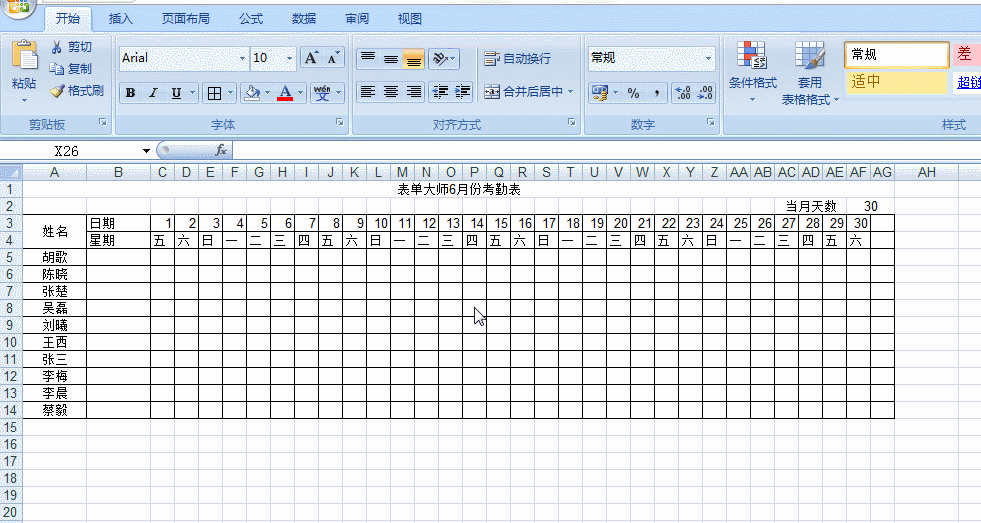 开始 插入 页面布局 公式 数据 审阅 视图
剪切
Arial 10 A A 自动换行 常规 常规 差
复制
粘贴 条件格式 套用 适中 超链
格式刷 B I U A wén 文 合并后居中 % , .0 .00 .00 .0 表格格式
剪贴板 字体 对齐方式 数字 样式
X26 fx
A B C D E F G H I J K L M N O P Q R S T U V W X Y Z AA AB AC AD AE AF AG AH
1 表单大师6月份考勤表
2 当月天数 30
3 姓名 日期 1 2 3 4 5 6 7 8 9 10 11 12 13 14 15 16 17 18 19 20 21 22 23 24 25 26 27 28 29 30
4 星期 五 六 日 一 二 三 四 五 六 日 一 二 三 四 五 六 日 一 二 三 四 五 六 日 一 二 三 四 五 六
5 胡歌
6 陈晓
7 张楚
8 吴磊
9 刘曦
10 王西
11 张三
12 李梅
13 李晨
14 蔡毅
15
16
17
18
19
20